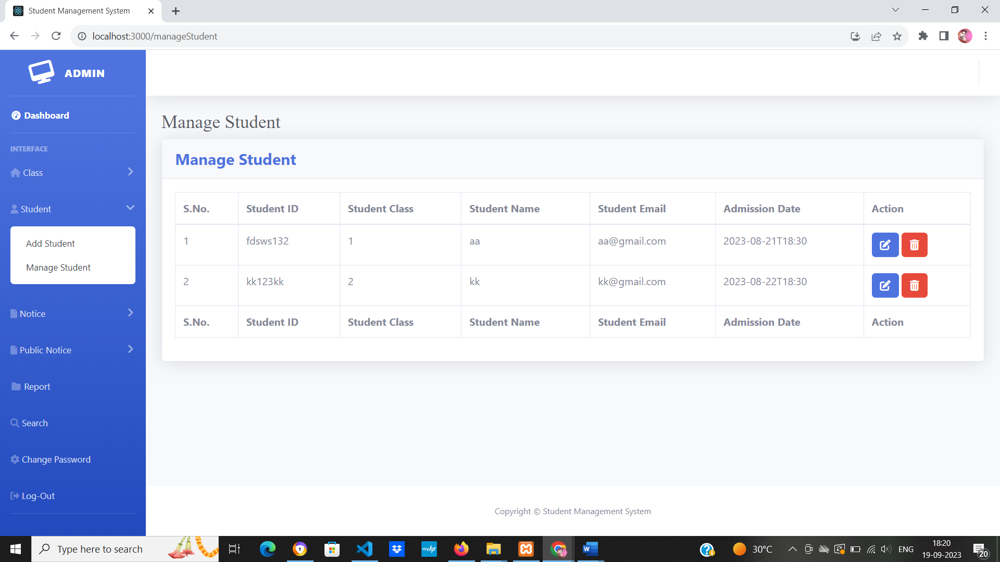 Student Management System
localhost:3000/manageStudent
ADMIN
Dashboard
INTERFACE
Class
Student
Add Student
Manage Student
Notice
Public Notice
Report
Search
Change Password
Log-Out
Manage Student
Manage Student
S.No. Student ID Student Class Student Name Student Email Admission Date Action
1 fdsws132 1 aa aa@gmail.com 2023-08-21T18:30
2 kk123kk 2 kk kk@gmail.com 2023-08-22T18:30
S.No. Student ID Student Class Student Name Student Email Admission Date Action
Copyright © Student Management System
Type here to search
myhp
W
30°C
ENG
18:20
19-09-2023
20